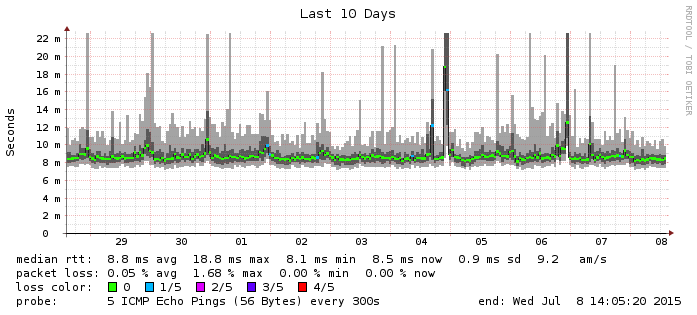 Last 10 Days
RRDTOOL / TOBI OETIKER
Seconds
22 m
20 m
18 m
16 m
14 m
12 m
10 m
8 m
6 m
4 m
2 m
0
29 30 01 02 03 04 05 06 07 08
median rtt: 8.8 ms avg 18.8 ms max 8.1 ms min 8.5 ms now 0.9 ms sd 9.2 am/s
packet loss: 0.05 % avg 1.68 % max 0.00 % min 0.00 % now
loss color: 0 1/5 2/5 3/5 4/5
probe: 5 ICMP Echo Pings (56 Bytes) every 300s end: Wed Jul 8 14:05:20 2015